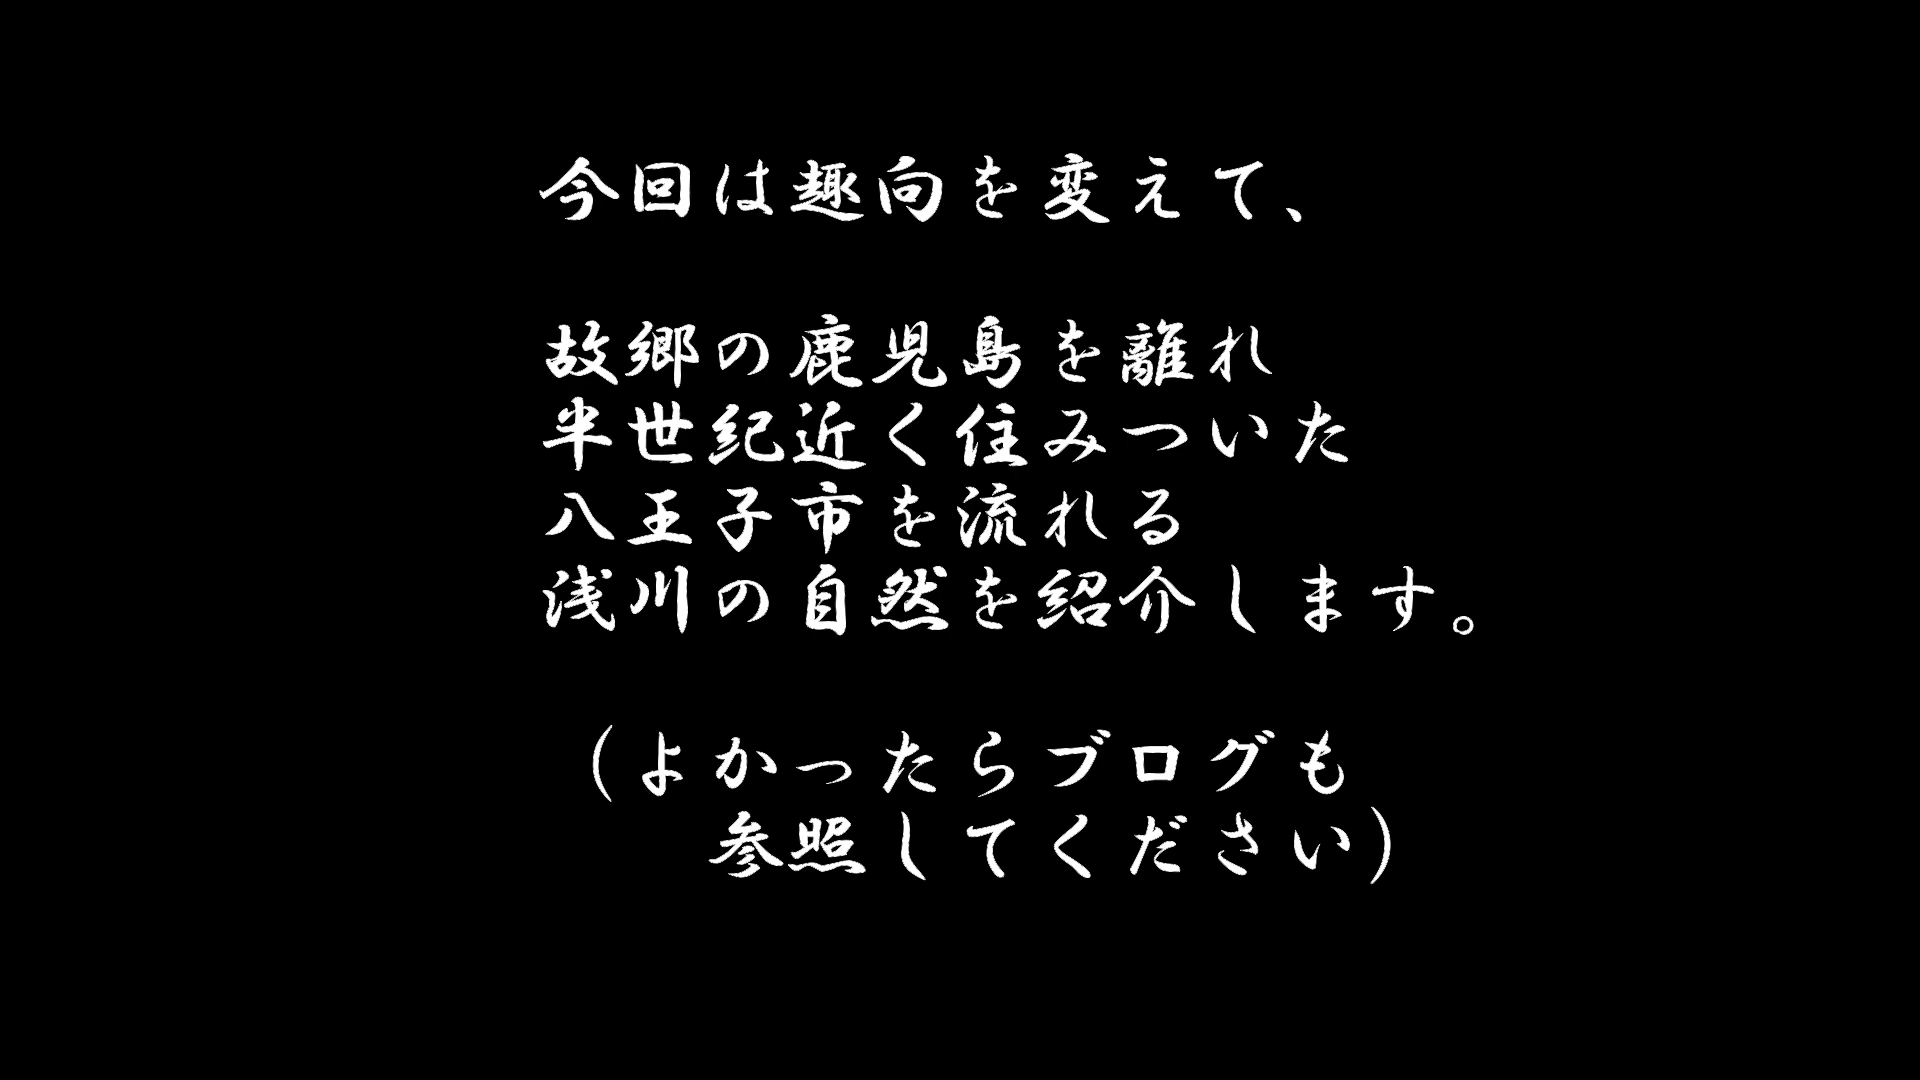 今回は趣向を変えて、
故郷の鹿児島を離れ
半世紀近く住みついた
八王子市を流れる
浅川の自然を紹介します。
（よかったらブログも
参照してください）